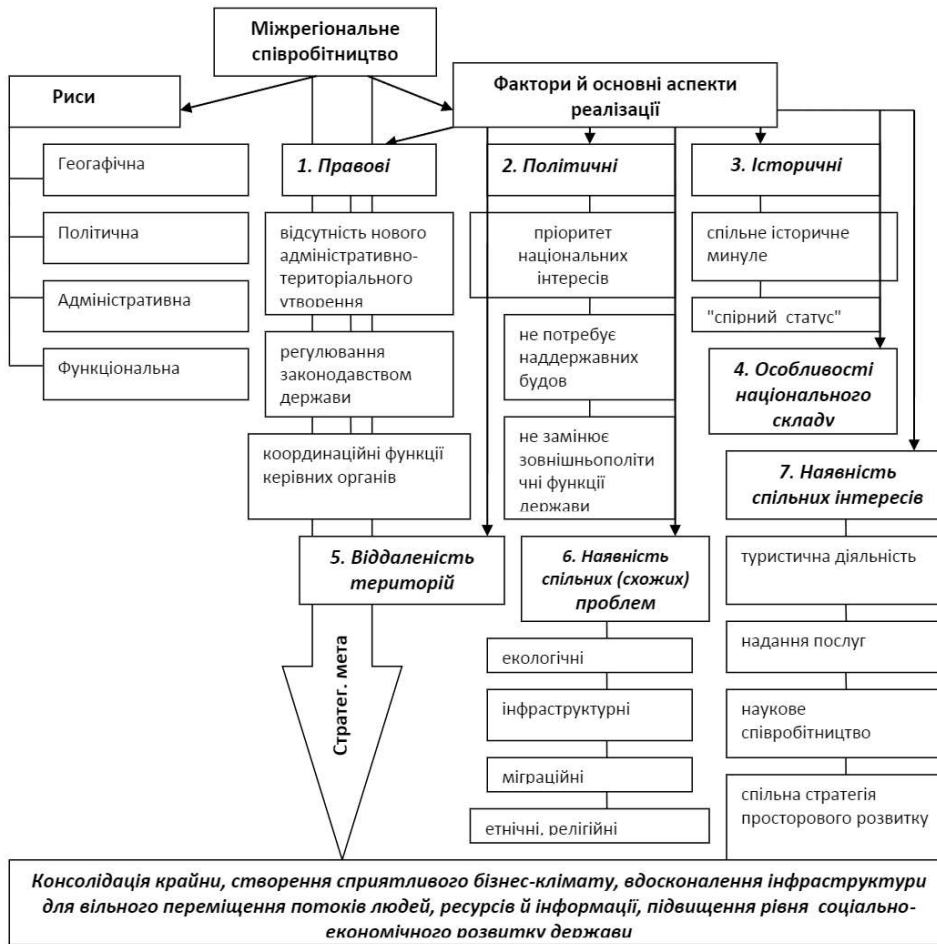 Міжрегіональне
співробітництво
Риси
Геогафічна
Політична
Адміністративна
Функціональна
Фактори й основні аспекти
реалізації
1. Правові
відсутність нового
адміністративно-
територіального
утворення
регулювання
законодавством
держави
координаційні функції
керівних органів
2. Політичні
пріоритет
національних
інтересів
не потребує
наддержавних
будов
не замінює
зовнішньополіти
чні функції
держави
3. Історичні
спільне історичне
минуле
"спірний статус"
4. Особливості
національного
складу
5. Віддаленість
територій
6. Наявність
спільних (схожих)
проблем
екологічні
інфраструктурні
міграційні
етнічні, релігійні
7. Наявність
спільних інтересів
туристична діяльність
надання послуг
наукове
співробітництво
спільна стратегія
просторового розвитку
Стратег. мета
Консолідація крайни, створення сприятливого бізнес-клімату, вдосконалення інфраструктури
для вільного переміщення потоків людей, ресурсів й інформації, підвищення рівня соціально-
економічного розвитку держави